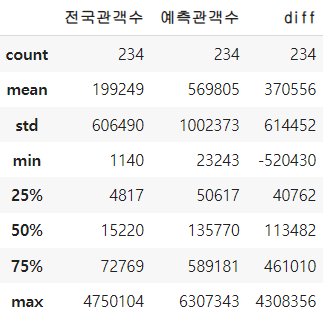 전국관객수 예측관객수 diff
count 234 234 234
mean 199249 569805 370556
std 606490 1002373 614452
min 1140 23243 -520430
25% 4817 50617 40762
50% 15220 135770 113482
75% 72769 589181 461010
max 4750104 6307343 4308356